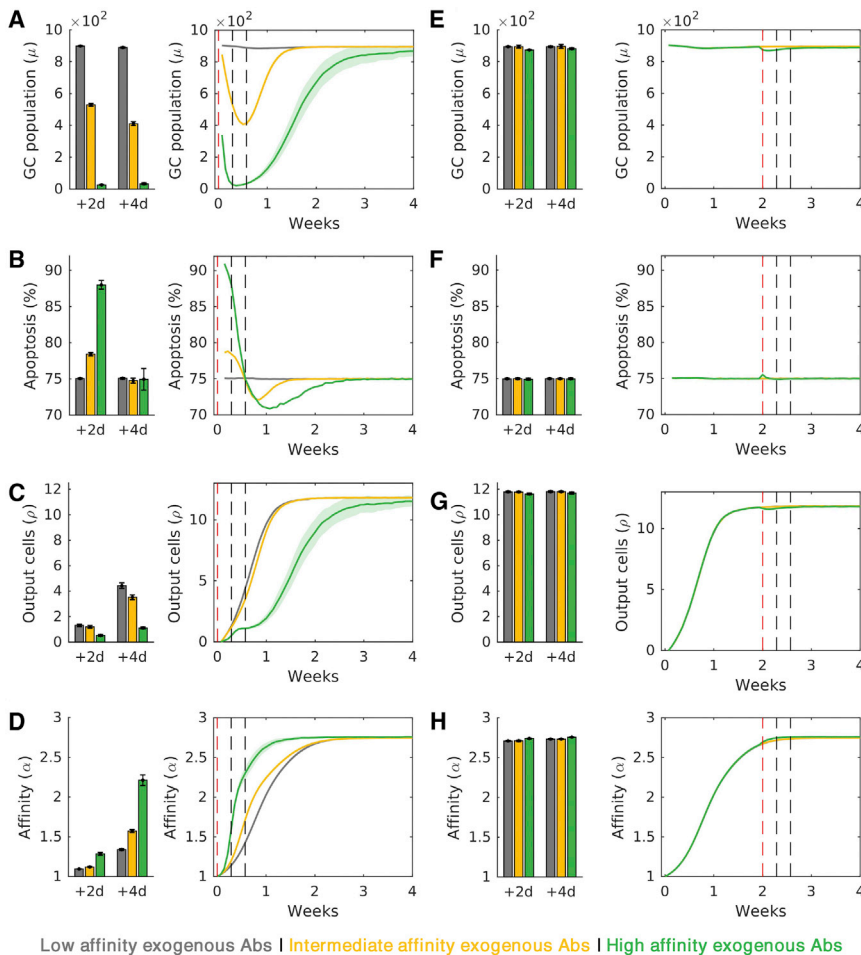 A
×10²
GC population (μ)
10
8
6
4
2
0
+2d
+4d
×10²
GC population (μ)
10
8
6
4
2
0
0
1
2
3
4
Weeks
E
×10²
GC population (μ)
10
8
6
4
2
0
+2d
+4d
×10²
GC population (μ)
10
8
6
4
2
0
0
1
2
3
4
Weeks
B
Apoptosis (%)
90
85
80
75
70
+2d
+4d
Apoptosis (%)
90
85
80
75
70
0
1
2
3
4
Weeks
F
Apoptosis (%)
90
85
80
75
70
+2d
+4d
Apoptosis (%)
90
85
80
75
70
0
1
2
3
4
Weeks
C
Output cells (ρ)
12
10
8
6
4
2
0
+2d
+4d
Output cells (ρ)
10
5
0
0
1
2
3
4
Weeks
G
Output cells (ρ)
12
10
8
6
4
2
0
+2d
+4d
Output cells (ρ)
10
5
0
0
1
2
3
4
Weeks
D
Affinity (α)
3
2.5
2
1.5
1
+2d
+4d
Affinity (α)
3
2.5
2
1.5
1
0
1
2
3
4
Weeks
H
Affinity (α)
3
2.5
2
1.5
1
+2d
+4d
Affinity (α)
3
2.5
2
1.5
1
0
1
2
3
4
Weeks
Low affinity exogenous Abs | Intermediate affinity exogenous Abs | High affinity exogenous Abs